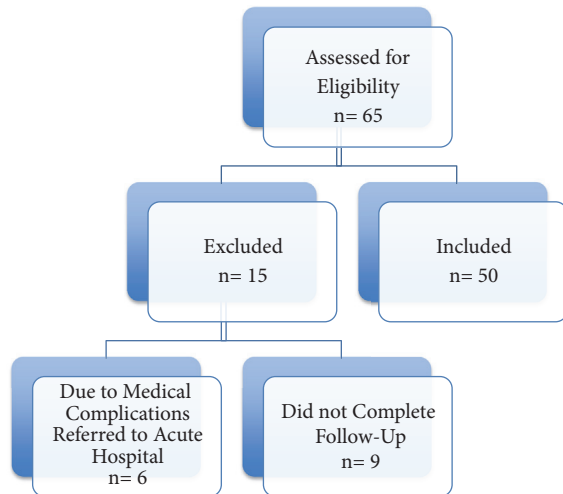 Assessed for
Eligibility
n= 65
Excluded
n= 15
Included
n= 50
Due to Medical
Complications
Referred to Acute
Hospital
n= 6
Did not Complete
Follow-Up
n= 9